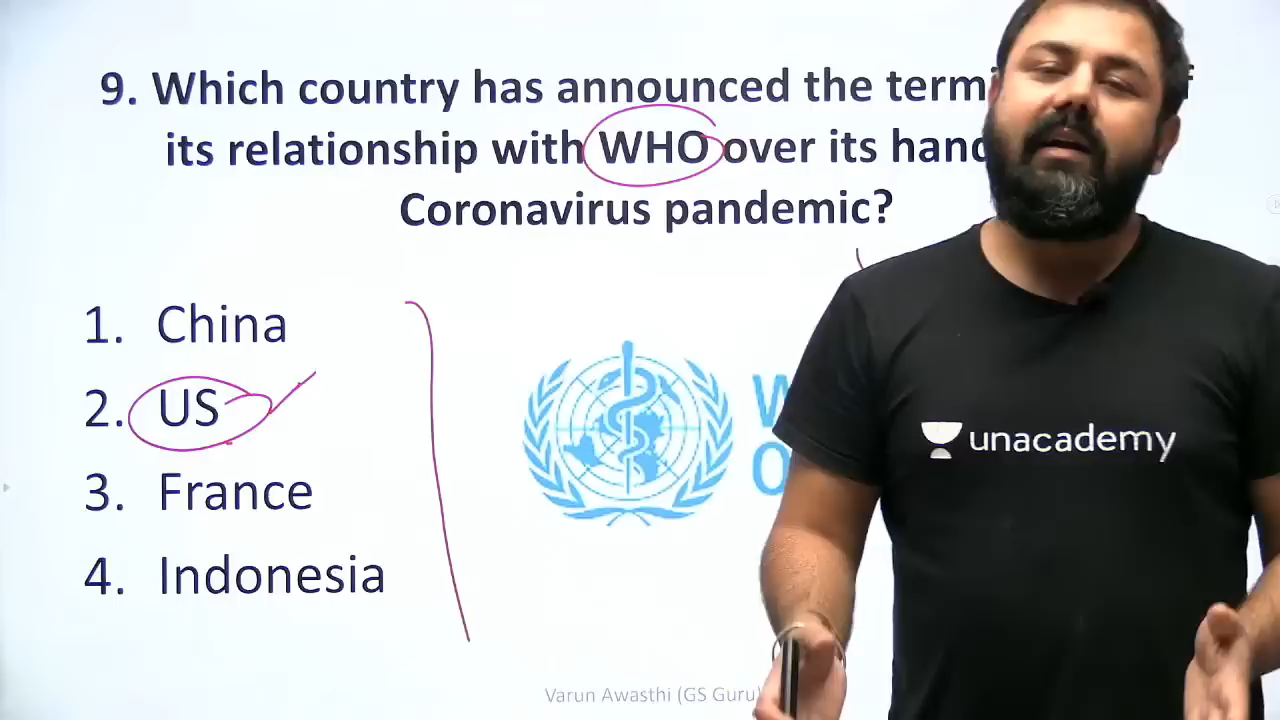 9. Which country has announced the term
its relationship with WHO over its hand
Coronavirus pandemic?
1. China
2. US
3. France
4. Indonesia
unacademy
Varun Awasthi (GS Guru)